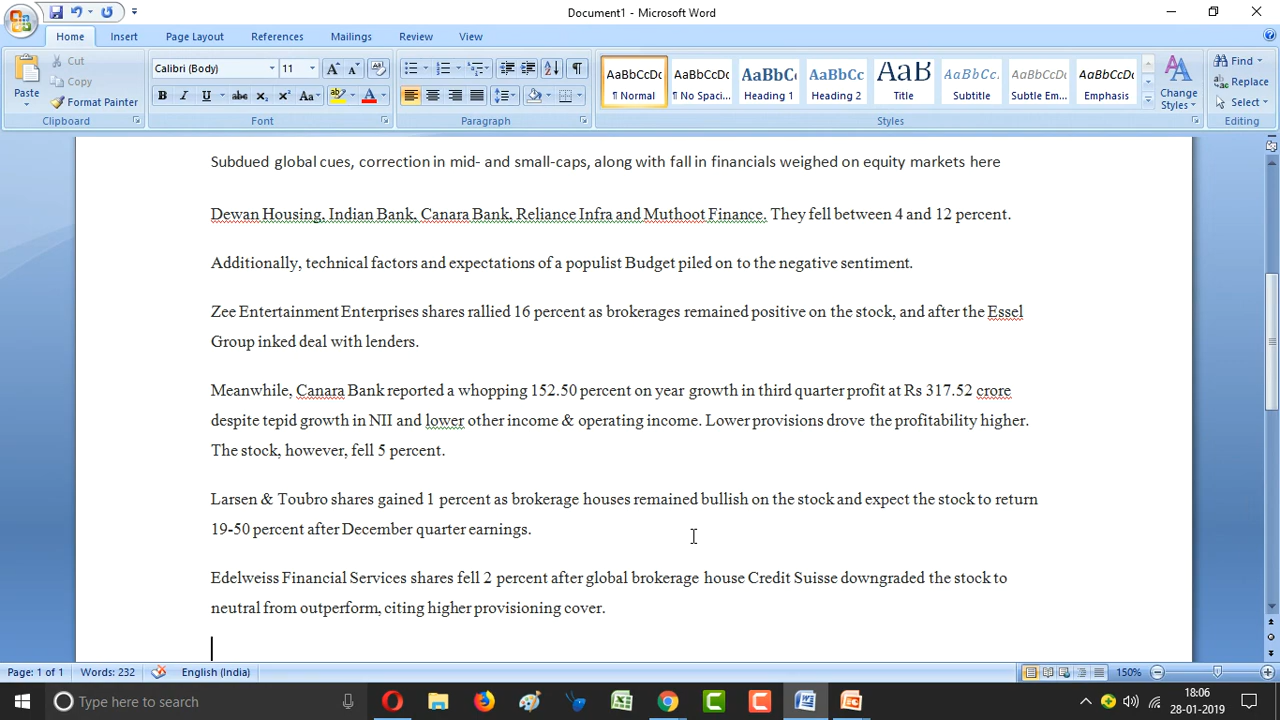 Document1 - Microsoft Word
Home Insert Page Layout References Mailings Review View
Paste
Cut
Copy
Format Painter
Clipboard
Calibri (Body) 11
Font
Paragraph
AaBbCcDc AaBbCcDc AaBbCc AaBbCc AaB AaBbCc. AaBbCcDc AaBbCcDc
¶ Normal ¶ No Spaci... Heading 1 Heading 2 Title Subtitle Subtle Em... Emphasis
Change Styles
Styles
Find
Replace
Select
Editing
Subdued global cues, correction in mid- and small-caps, along with fall in financials weighed on equity markets here
Dewan Housing, Indian Bank, Canara Bank, Reliance Infra and Muthoot Finance. They fell between 4 and 12 percent.
Additionally, technical factors and expectations of a populist Budget piled on to the negative sentiment.
Zee Entertainment Enterprises shares rallied 16 percent as brokerages remained positive on the stock, and after the Essel
Group inked deal with lenders.
Meanwhile, Canara Bank reported a whopping 152.50 percent on year growth in third quarter profit at Rs 317.52 crore
despite tepid growth in NII and lower other income & operating income. Lower provisions drove the profitability higher.
The stock, however, fell 5 percent.
Larsen & Toubro shares gained 1 percent as brokerage houses remained bullish on the stock and expect the stock to return
19-50 percent after December quarter earnings.
Edelweiss Financial Services shares fell 2 percent after global brokerage house Credit Suisse downgraded the stock to
neutral from outperform, citing higher provisioning cover.
Page: 1 of 1 Words: 232 English (India) 150%
Type here to search
18:06
28-01-2019